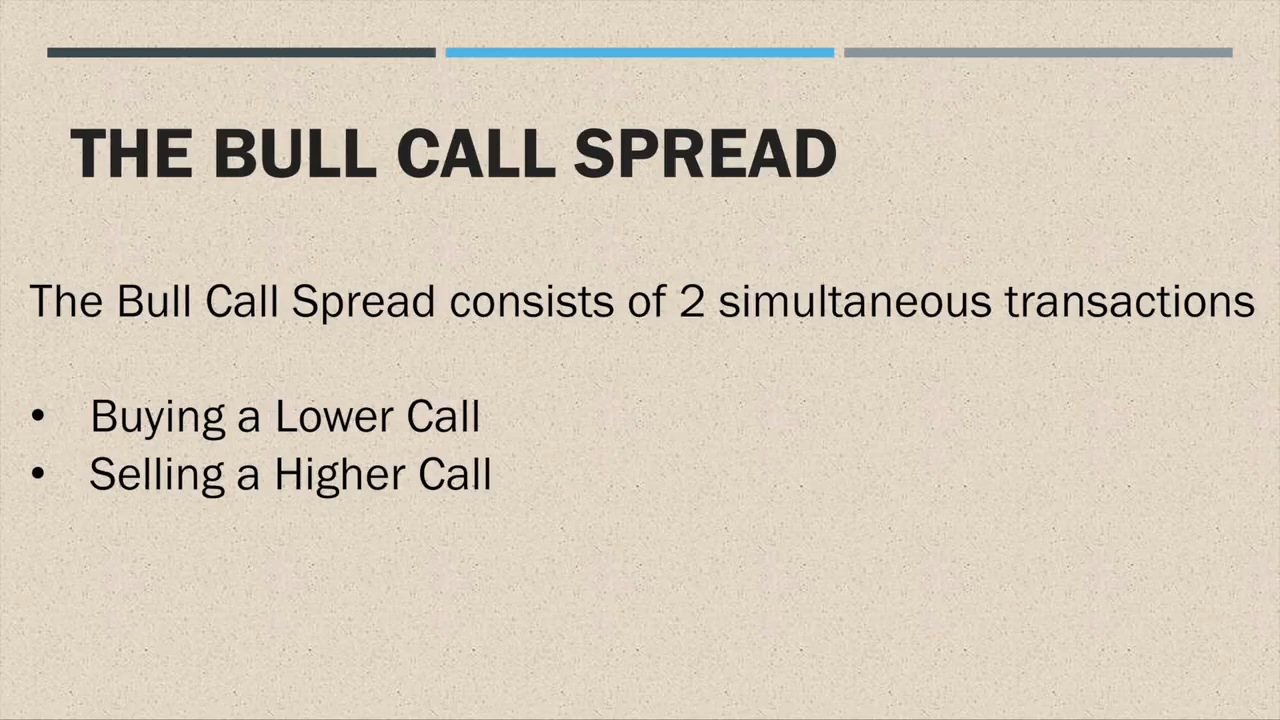 THE BULL CALL SPREAD
The Bull Call Spread consists of 2 simultaneous transactions
• Buying a Lower Call
• Selling a Higher Call